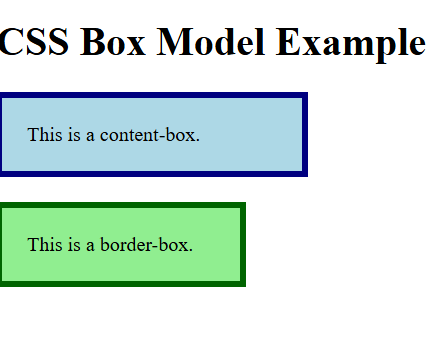 CSS Box Model Example
This is a content-box.
This is a border-box.